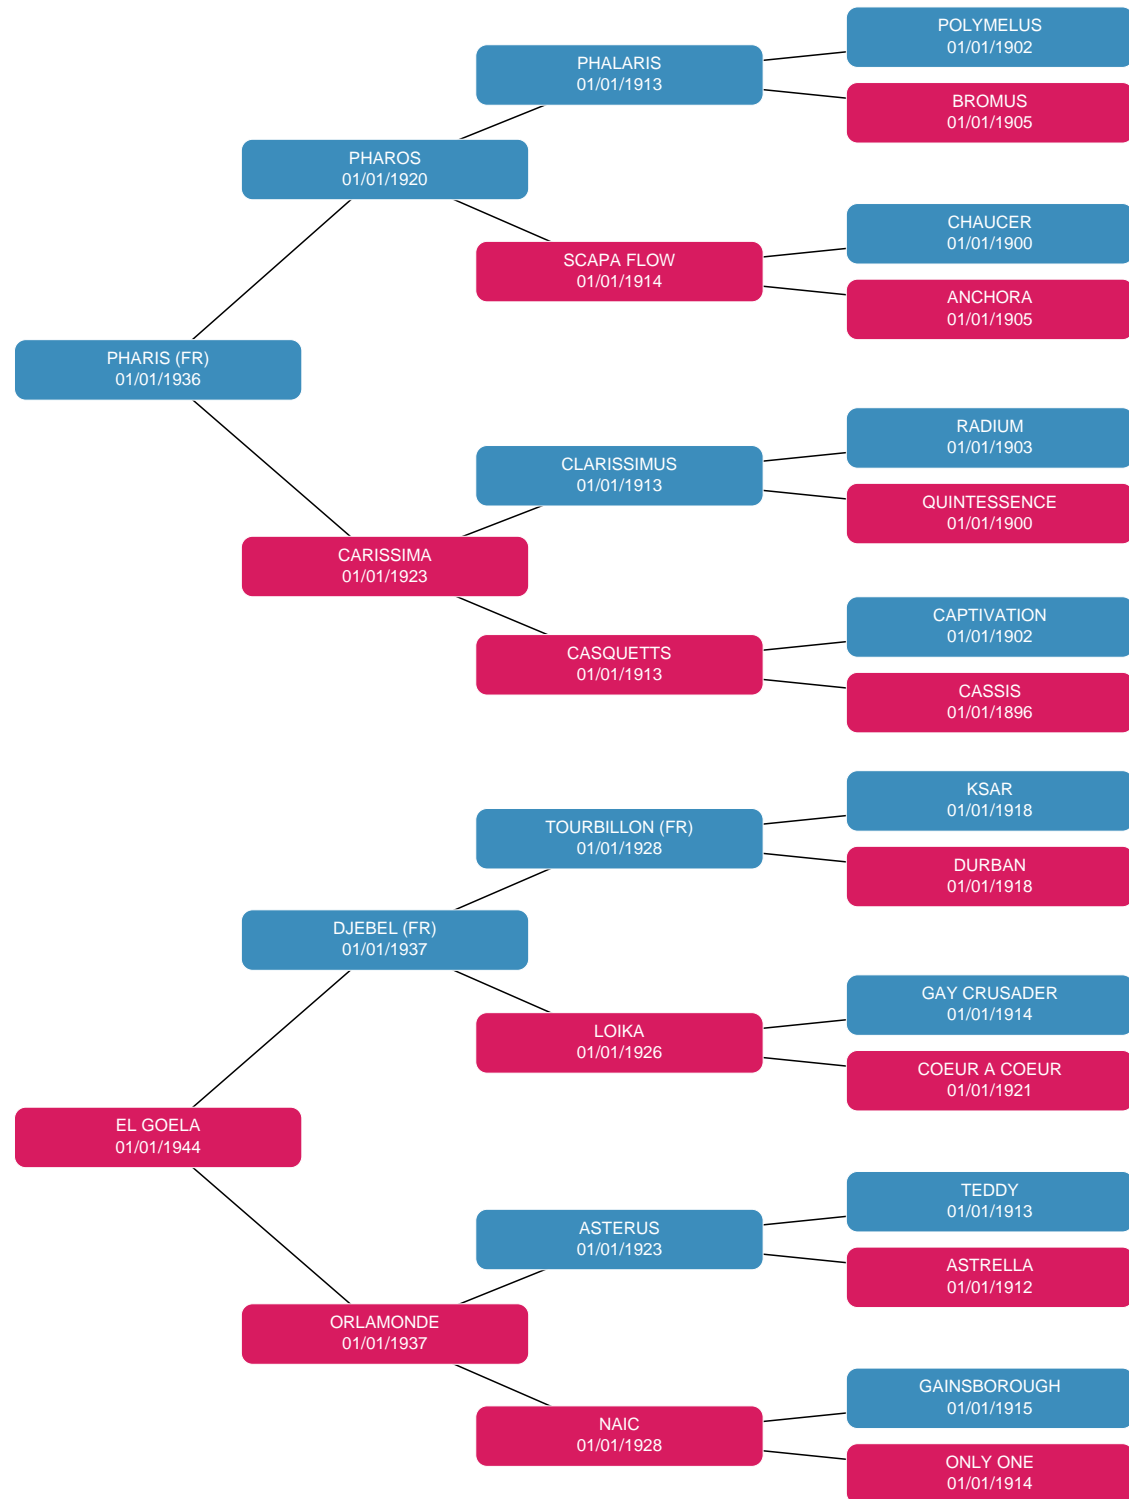 POLYMELUS
01/01/1902
PHALARIS
01/01/1913
BROMUS
01/01/1905
PHAROS
01/01/1920
CHAUCER
01/01/1900
SCAPA FLOW
01/01/1914
ANCHORA
01/01/1905
PHARIS (FR)
01/01/1936
RADIUM
01/01/1903
CLARISSIMUS
01/01/1913
QUINTESSENCE
01/01/1900
CARISSIMA
01/01/1923
CAPTIVATION
01/01/1902
CASQUETTS
01/01/1913
CASSIS
01/01/1896
KSAR
01/01/1918
TOURBILLON (FR)
01/01/1928
DURBAN
01/01/1918
DJEBEL (FR)
01/01/1937
GAY CRUSADER
01/01/1914
LOIKA
01/01/1926
COEUR A COEUR
01/01/1921
EL GOELA
01/01/1944
TEDDY
01/01/1913
ASTERUS
01/01/1923
ASTRELLA
01/01/1912
ORLAMONDE
01/01/1937
GAINSBOROUGH
01/01/1915
NAIC
01/01/1928
ONLY ONE
01/01/1914